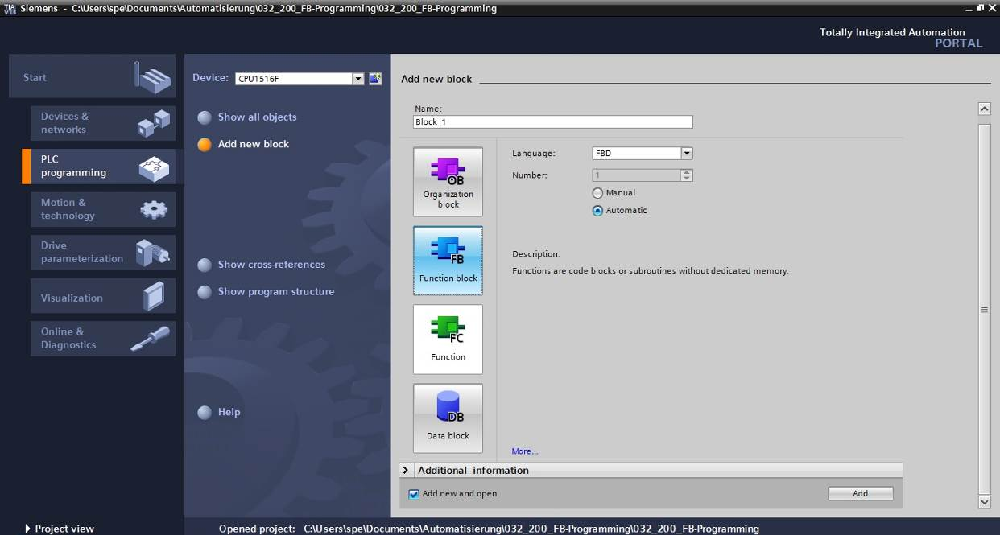 TIA
V13
Siemens - C:\Users\spe\Documents\Automatisierung\032_200_FB-Programming\032_200_FB-Programming
Totally Integrated Automation
PORTAL
Start
Devices &
networks
PLC
programming
Motion &
technology
Drive
parameterization
Visualization
Online &
Diagnostics
Project view
Device: CPU1516F
Show all objects
Add new block
Show cross-references
Show program structure
Help
Add new block
Name:
Block_1
OB
Organization
block
FB
Function block
FC
Function
DB
Data block
Language: FBD
Number: 1
Manual
Automatic
Description:
Functions are code blocks or subroutines without dedicated memory.
More...
Additional information
Add new and open
Add
Opened project: C:\Users\spe\Documents\Automatisierung\032_200_FB-Programming\032_200_FB-Programming